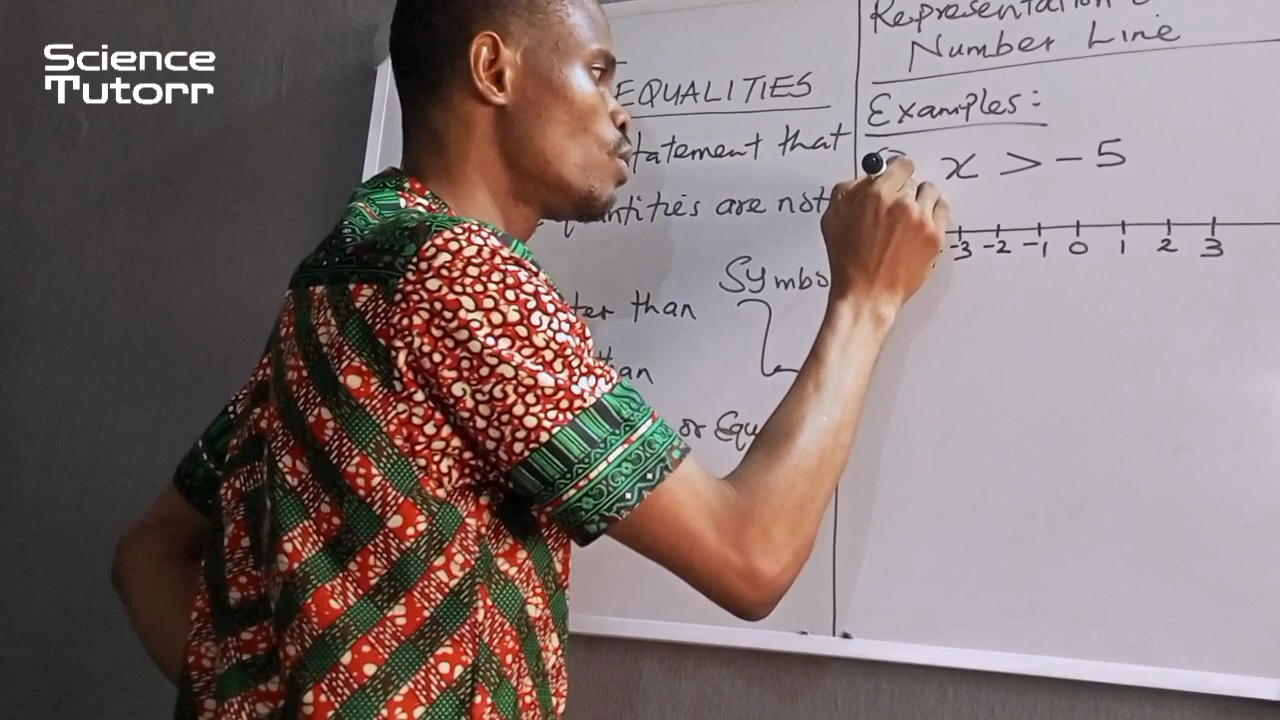 Science
Tutorr
EQUALITIES
tatement that
quantities are not
Symbo
ter than
than
or Equ
Representation
Number Line
Examples:
x > -5
-3 -2 -1 0 1 2 3